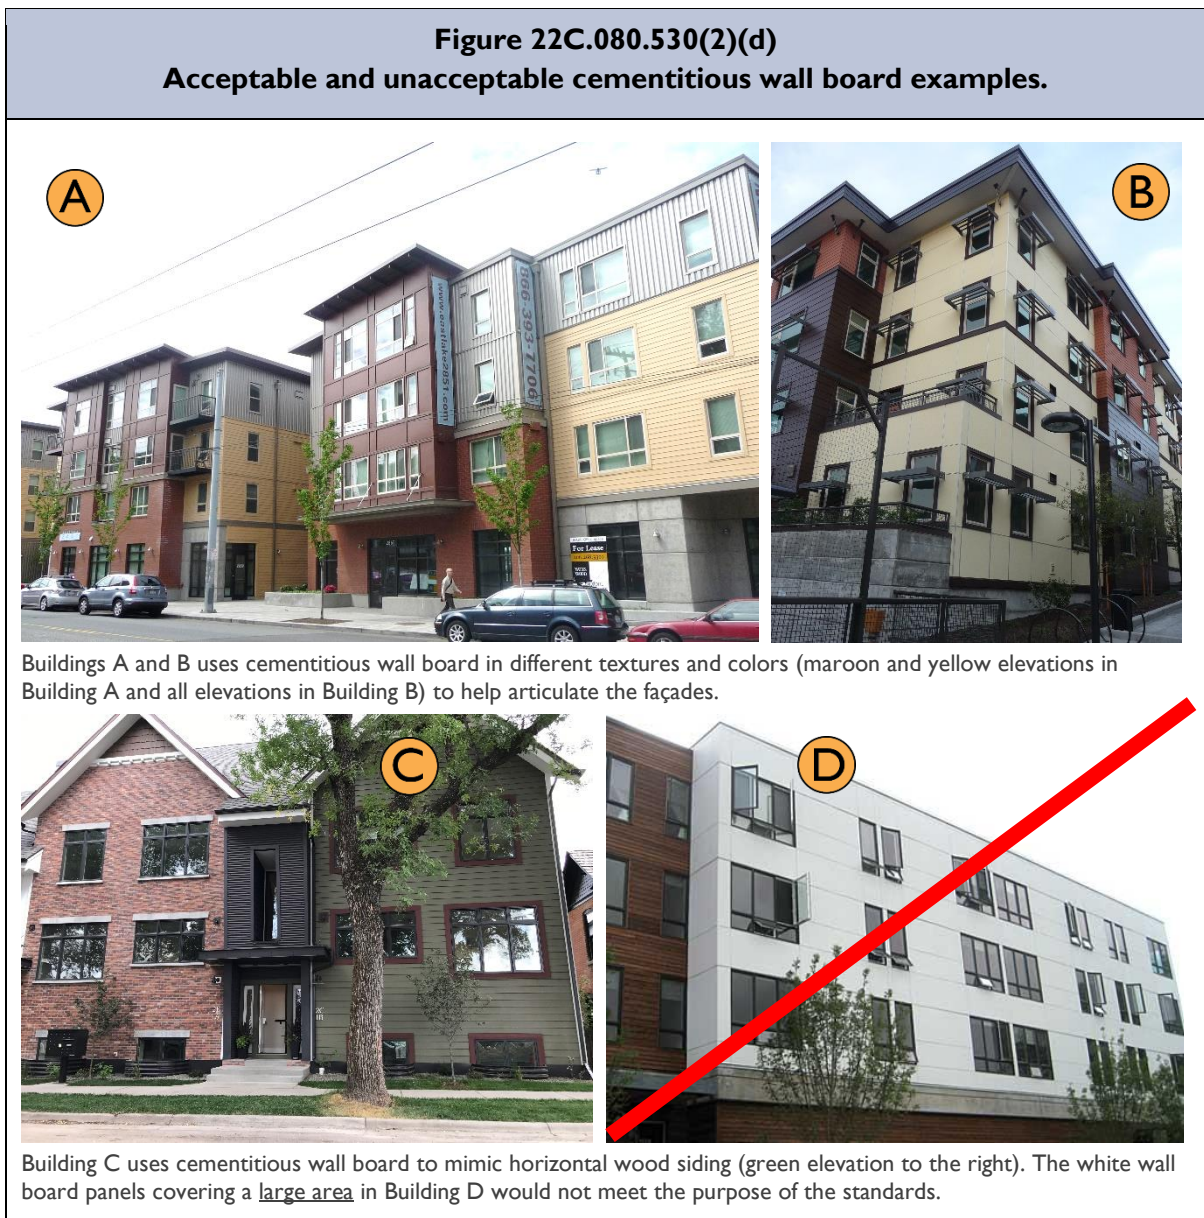 Figure 22C.080.530(2)(d)
Acceptable and unacceptable cementitious wall board examples.
A
B
www.eastlake2851.com
866-393-7706
For Lease
Buildings A and B uses cementitious wall board in different textures and colors (maroon and yellow elevations in
Building A and all elevations in Building B) to help articulate the façades.
C
D
Building C uses cementitious wall board to mimic horizontal wood siding (green elevation to the right). The white wall
board panels covering a large area in Building D would not meet the purpose of the standards.